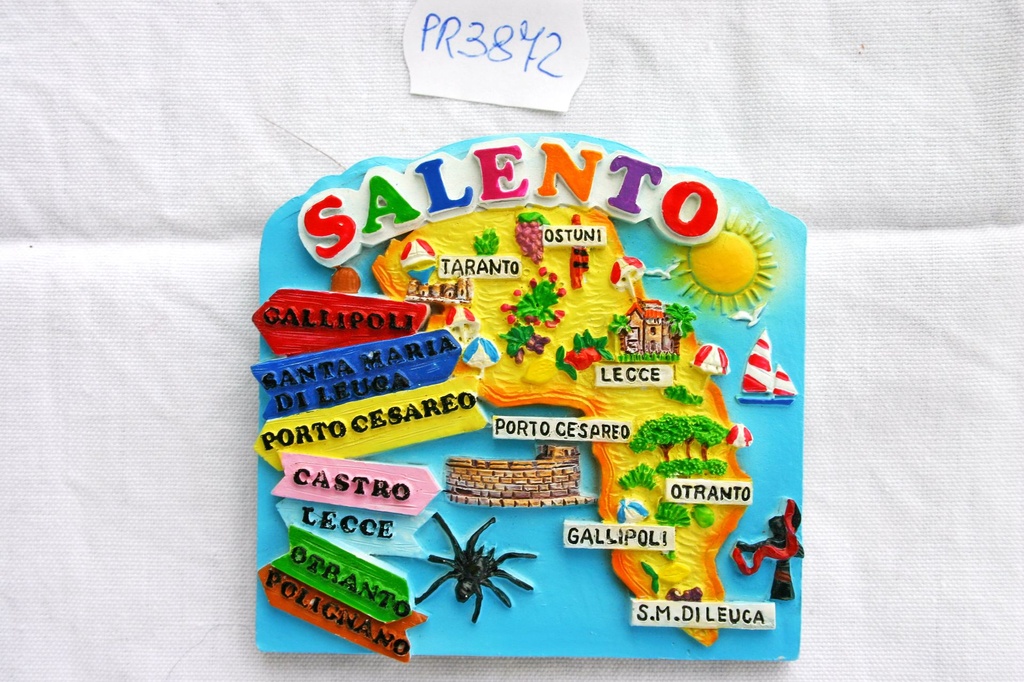 PR3872
SALENTO
OSTUNI
TARANTO
GALLIPOLI
SANTA MARIA
DI LEUCA
PORTO CESAREO
CASTRO
LECCE
OTRANTO
POLIGNANO
LECCE
PORTO CESAREO
OTRANTO
GALLIPOLI
S.M.DI LEUCA